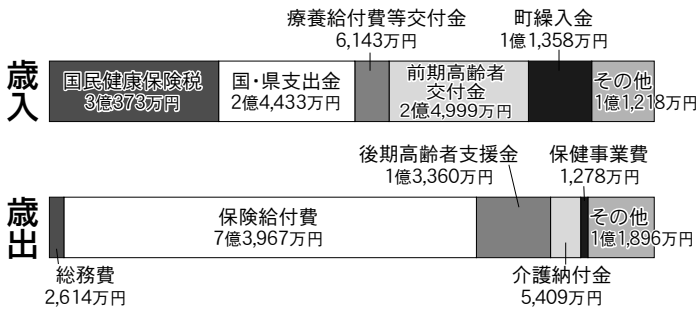 療養給付費等交付金
6,143万円
町繰入金
1億1,358万円
歳入
国民健康保険税
3億373万円
国・県支出金
2億4,433万円
前期高齢者
交付金
2億4,999万円
その他
1億1,218万円
後期高齢者支援金
1億3,360万円
保健事業費
1,278万円
歳出
保険給付費
7億3,967万円
その他
1億1,896万円
総務費
2,614万円
介護納付金
5,409万円